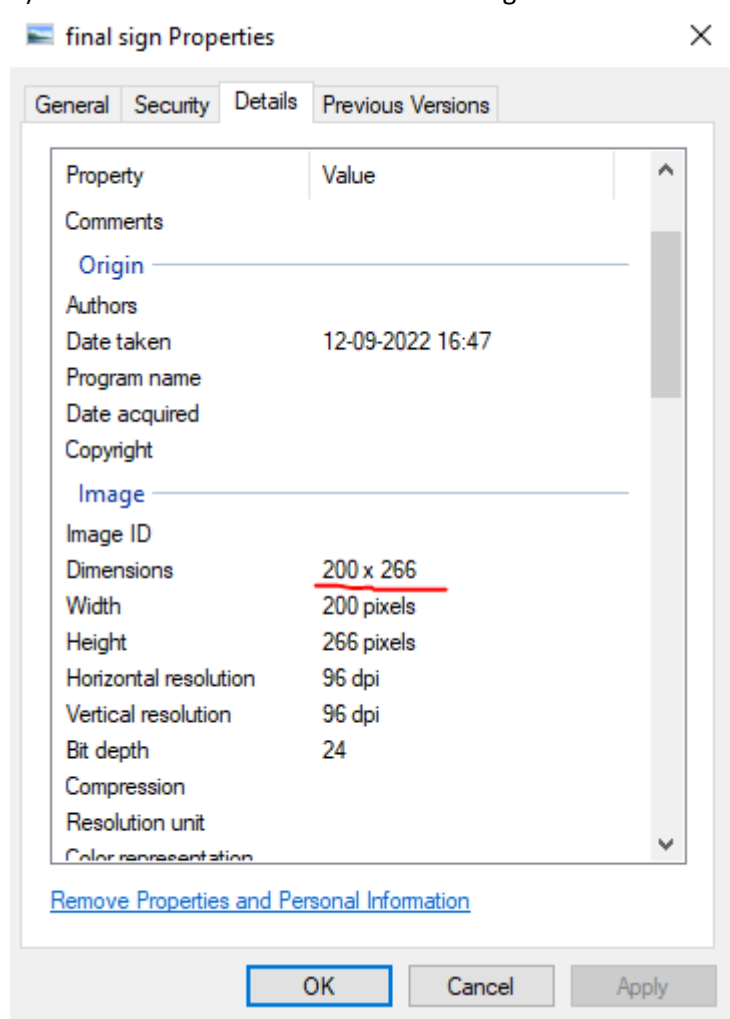 final sign Properties
General Security Details Previous Versions
Property Value
Comments
Origin
Authors
Date taken 12-09-2022 16:47
Program name
Date acquired
Copyright
Image
Image ID
Dimensions 200 x 266
Width 200 pixels
Height 266 pixels
Horizontal resolution 96 dpi
Vertical resolution 96 dpi
Bit depth 24
Compression
Resolution unit
Color representation
Remove Properties and Personal Information
OK Cancel Apply